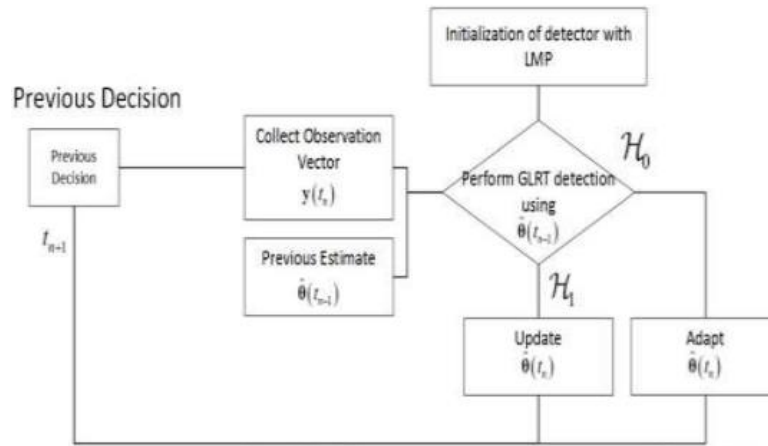 Initialization of detector with
LMP
Previous Decision
Previous
Decision
Collect Observation
Vector
y(tₙ)
Previous Estimate
θ̂(tₙ₋₁)
Perform GLRT detection
using
θ̂(tₙ₋₁)
ℋ₀
ℋ₁
tₙ₊₁
Update
θ̂(tₙ)
Adapt
θ̂(tₙ)